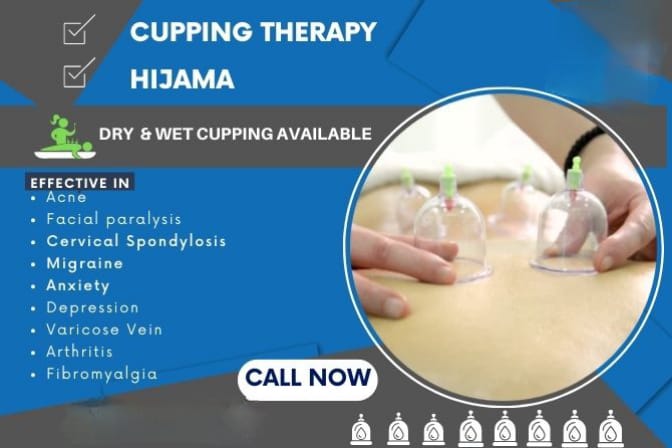 CUPPING THERAPY
HIJAMA
DRY & WET CUPPING AVAILABLE
EFFECTIVE IN
• Acne
• Facial paralysis
• Cervical Spondylosis
• Migraine
• Anxiety
• Depression
• Varicose Vein
• Arthritis
• Fibromyalgia
CALL NOW